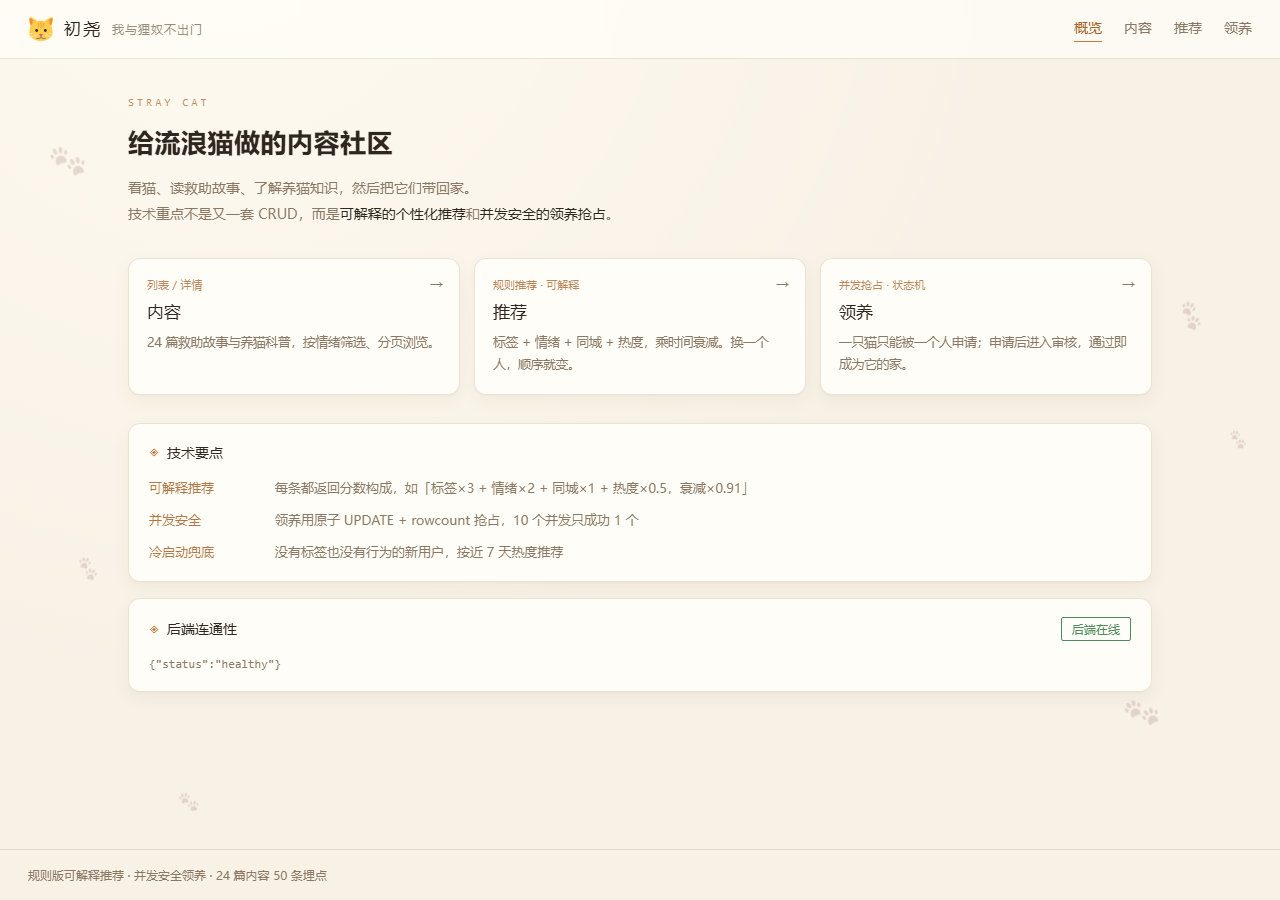 初尧 我与狸奴不出门 概览 内容 推荐 领养
STRAY CAT
给流浪猫做的内容社区
看猫、读救助故事、了解养猫知识，然后把它们带回家。
技术重点不是又一套 CRUD，而是可解释的个性化推荐和并发安全的领养抢占。
列表 / 详情 →
内容
24 篇救助故事与养猫科普，按情绪筛选、分页浏览。
规则推荐 · 可解释 →
推荐
标签 + 情绪 + 同城 + 热度，乘时间衰减。换一个
人，顺序就变。
并发抢占 · 状态机 →
领养
一只猫只能被一个人申请；申请后进入审核，通过即
成为它的家。
◈ 技术要点
可解释推荐 每条都返回分数构成，如「标签×3 + 情绪×2 + 同城×1 + 热度×0.5，衰减×0.91」
并发安全 领养用原子 UPDATE + rowcount 抢占，10 个并发只成功 1 个
冷启动兜底 没有标签也没有行为的新用户，按近 7 天热度推荐
◈ 后端连通性 后端在线
{"status":"healthy"}
规则版可解释推荐 · 并发安全领养 · 24 篇内容 50 条埋点